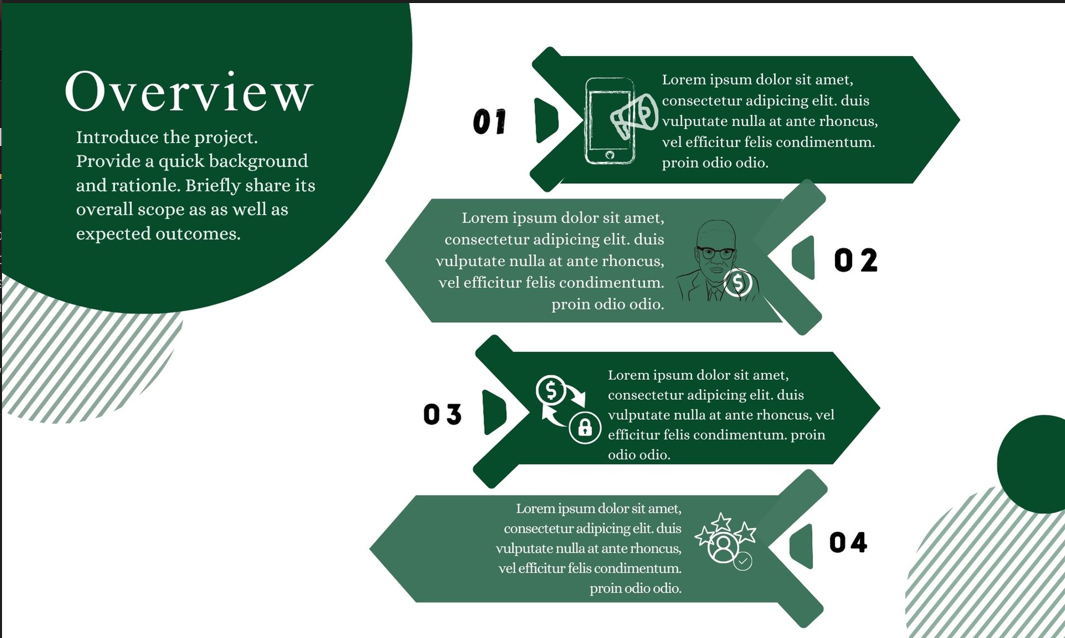 Overview
Introduce the project.
Provide a quick background
and rationle. Briefly share its
overall scope as as well as
expected outcomes.
01
Lorem ipsum dolor sit amet,
consectetur adipicing elit. duis
vulputate nulla at ante rhoncus,
vel efficitur felis condimentum.
proin odio odio.
Lorem ipsum dolor sit amet,
consectetur adipicing elit. duis
vulputate nulla at ante rhoncus,
vel efficitur felis condimentum.
proin odio odio.
$
02
03
$
Lorem ipsum dolor sit amet,
consectetur adipicing elit. duis
vulputate nulla at ante rhoncus, vel
efficitur felis condimentum. proin
odio odio.
Lorem ipsum dolor sit amet,
consectetur adipicing elit. duis
vulputate nulla at ante rhoncus,
vel efficitur felis condimentum.
proin odio odio.
04